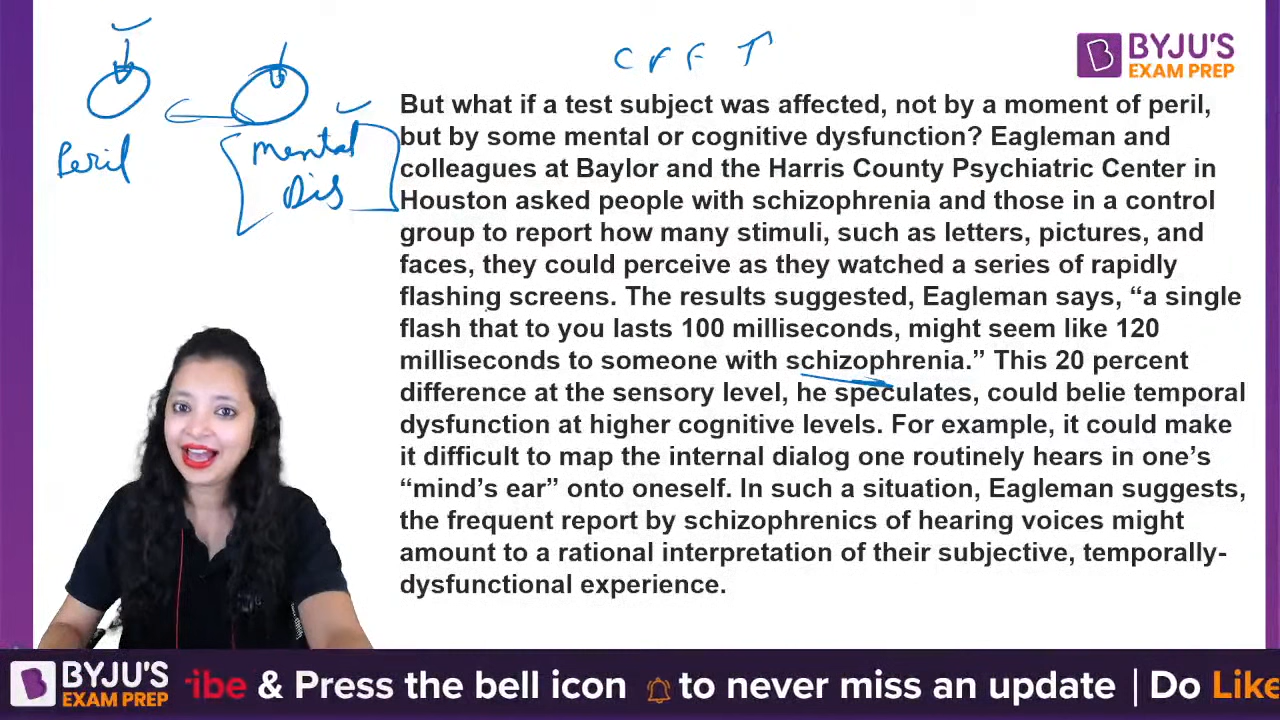 C F F ↑
BYJU'S
EXAM PREP
Peril
Mental
Dis
But what if a test subject was affected, not by a moment of peril,
but by some mental or cognitive dysfunction? Eagleman and
colleagues at Baylor and the Harris County Psychiatric Center in
Houston asked people with schizophrenia and those in a control
group to report how many stimuli, such as letters, pictures, and
faces, they could perceive as they watched a series of rapidly
flashing screens. The results suggested, Eagleman says, “a single
flash that to you lasts 100 milliseconds, might seem like 120
milliseconds to someone with schizophrenia.” This 20 percent
difference at the sensory level, he speculates, could belie temporal
dysfunction at higher cognitive levels. For example, it could make
it difficult to map the internal dialog one routinely hears in one’s
“mind’s ear” onto oneself. In such a situation, Eagleman suggests,
the frequent report by schizophrenics of hearing voices might
amount to a rational interpretation of their subjective, temporally-
dysfunctional experience.
BYJU'S
EXAM PREP
ribe & Press the bell icon to never miss an update | Do Like